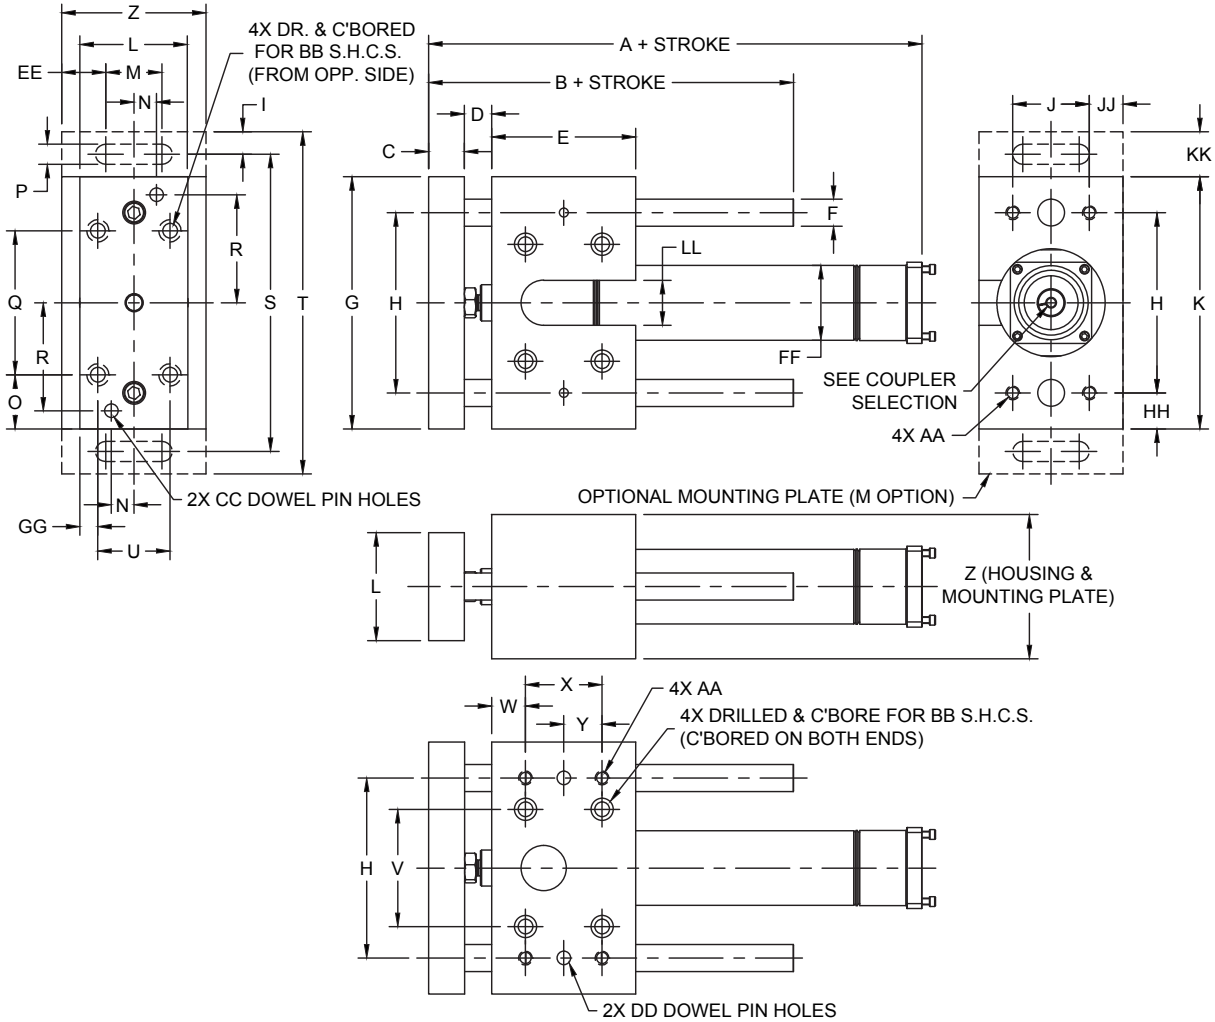 Z
L
EE
M
N
I
4X DR. & C'BORED
FOR BB S.H.C.S.
(FROM OPP. SIDE)
P
R
Q
S
T
R
O
N
2X CC DOWEL PIN HOLES
GG
U
A + STROKE
B + STROKE
D
E
C
F
LL
G
H
FF
J
JJ
KK
H
K
SEE COUPLER
SELECTION
HH
4X AA
OPTIONAL MOUNTING PLATE (M OPTION)
L
Z (HOUSING &
MOUNTING PLATE)
X
W
Y
4X AA
4X DRILLED & C'BORE FOR BB S.H.C.S.
(C'BORED ON BOTH ENDS)
H
V
2X DD DOWEL PIN HOLES